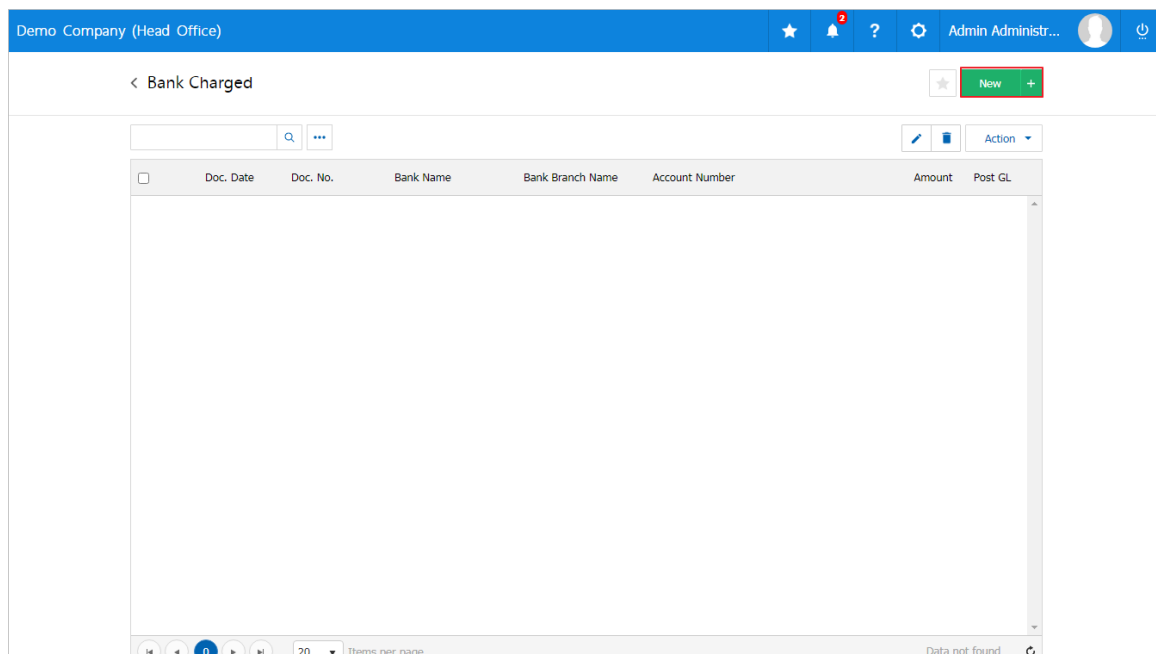 Demo Company (Head Office)
2
?
Admin Administr...
< Bank Charged
New +
...
Action
Doc. Date Doc. No. Bank Name Bank Branch Name Account Number Amount Post GL
0 20 Items per page Data not found